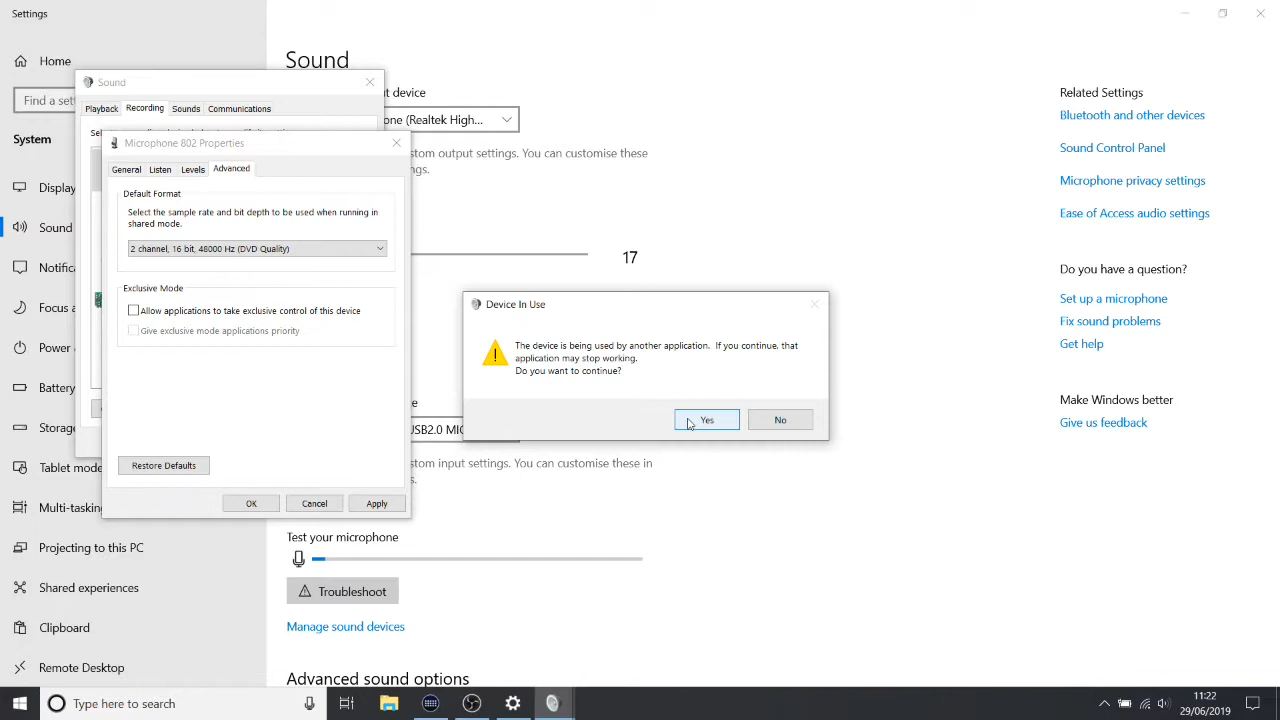 Settings
Home
Find a set
System
Display
Sound
Notific
Focus a
Power a
Battery
Storag
Tablet mode
Multi-tasking
Projecting to this PC
Shared experiences
Clipboard
Remote Desktop
Sound
Playback
Recording
Sounds
Communications
Microphone 802 Properties
General
Listen
Levels
Advanced
Default Format
Select the sample rate and bit depth to be used when running in
shared mode.
2 channel, 16 bit, 48000 Hz (DVD Quality)
Exclusive Mode
Allow applications to take exclusive control of this device
Give exclusive mode applications priority
Restore Defaults
OK
Cancel
Apply
Sound
ut device
one (Realtek High...
stom output settings. You can customise these
gs.
17
Device In Use
The device is being used by another application. If you continue, that
application may stop working.
Do you want to continue?
Yes
No
e
USB2.0 MIC
stom input settings. You can customise these in
s.
Test your microphone
Troubleshoot
Manage sound devices
Advanced sound options
Related Settings
Bluetooth and other devices
Sound Control Panel
Microphone privacy settings
Ease of Access audio settings
Do you have a question?
Set up a microphone
Fix sound problems
Get help
Make Windows better
Give us feedback
Type here to search
11:22
29/06/2019